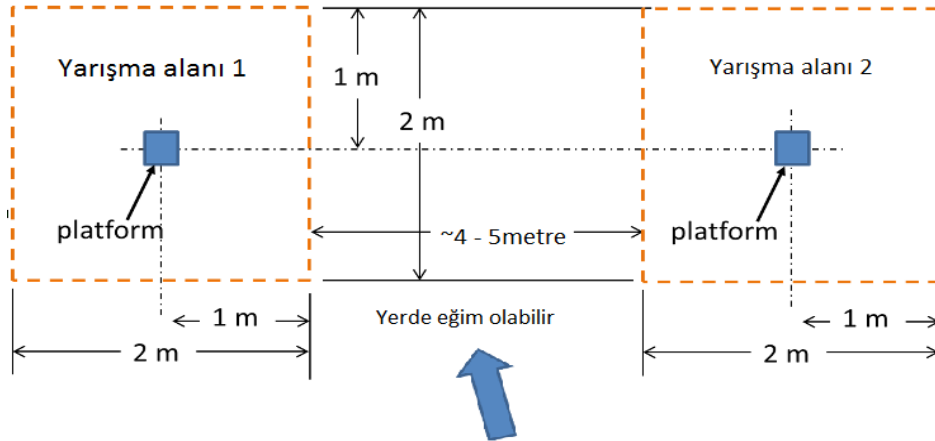 Yarışma alanı 1
Yarışma alanı 2
1 m
2 m
platform
platform
~4 - 5metre
1 m
Yerde eğim olabilir
1 m
2 m
2 m